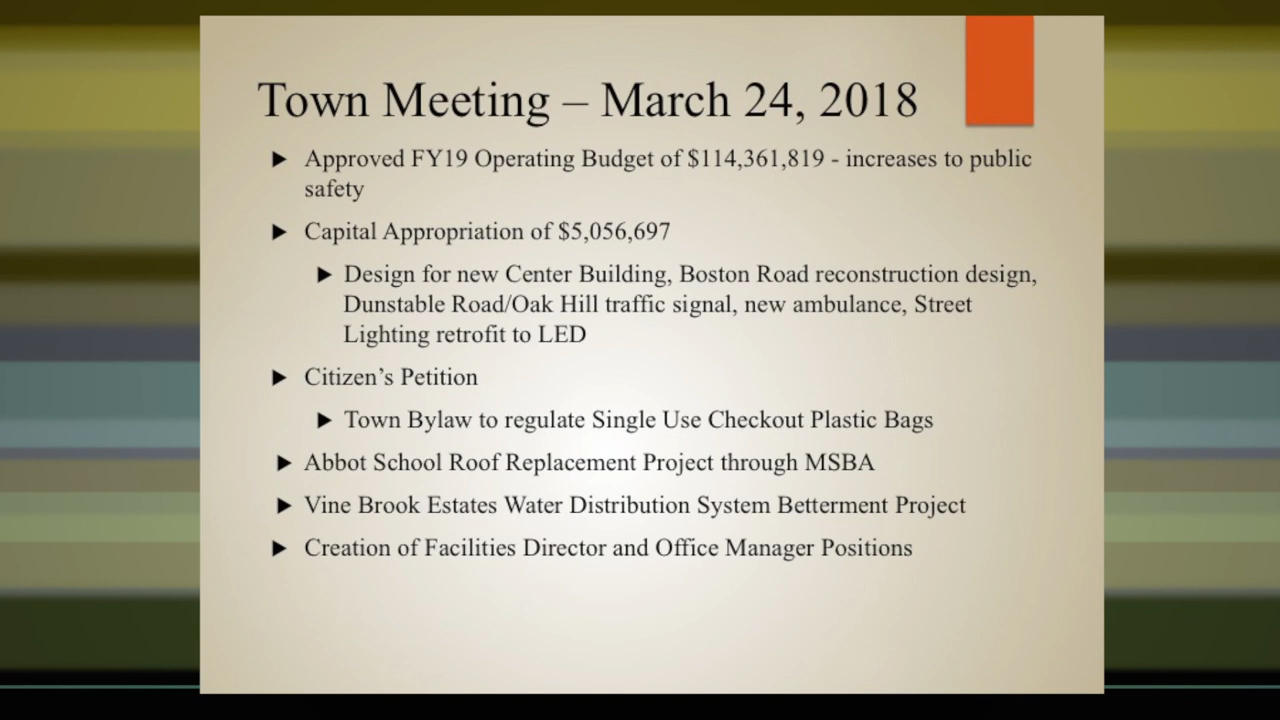 Town Meeting – March 24, 2018
Approved FY19 Operating Budget of $114,361,819 - increases to public
safety
Capital Appropriation of $5,056,697
Design for new Center Building, Boston Road reconstruction design,
Dunstable Road/Oak Hill traffic signal, new ambulance, Street
Lighting retrofit to LED
Citizen’s Petition
Town Bylaw to regulate Single Use Checkout Plastic Bags
Abbot School Roof Replacement Project through MSBA
Vine Brook Estates Water Distribution System Betterment Project
Creation of Facilities Director and Office Manager Positions